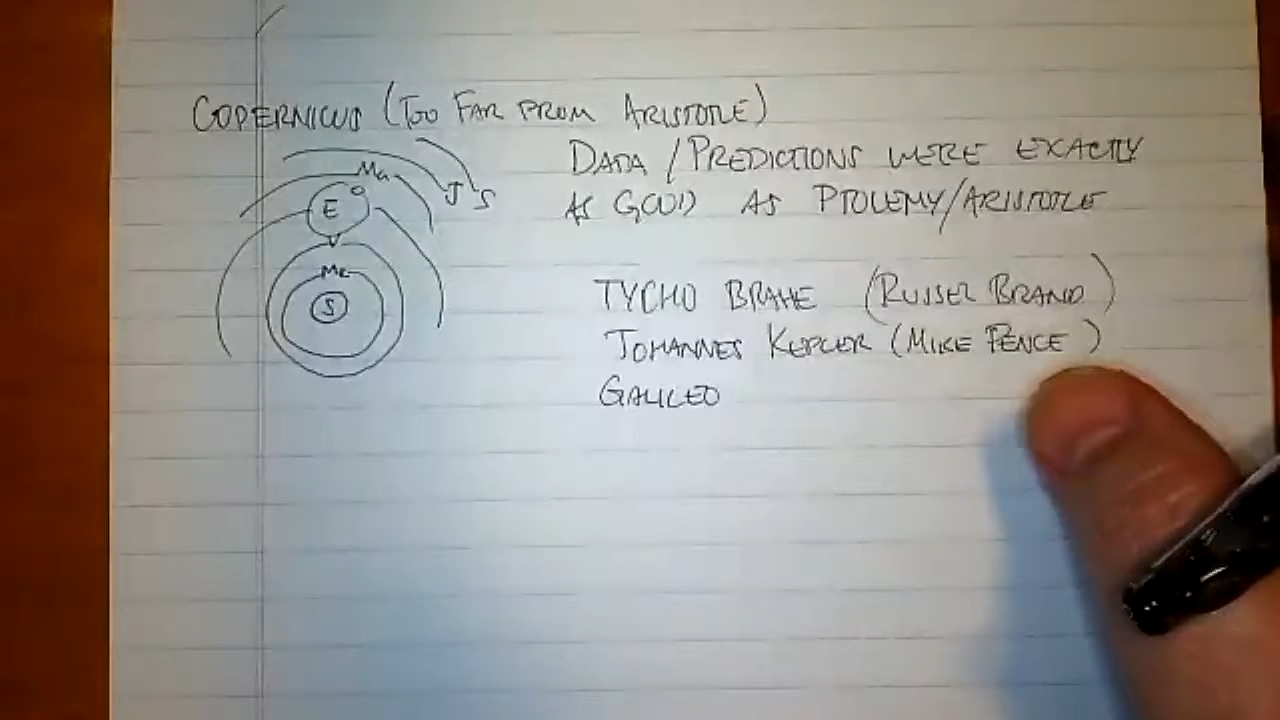 COPERNICUS (TOO FAR FROM ARISTOTLE)
DATA/PREDICTIONS WERE EXACTLY
AS GOOD AS PTOLEMY/ARISTOTLE
Ma
J S
E
V
Me
S
TYCHO BRAHE (RUSSEL BRAND)
JOHANNES KEPLER (MIKE PENCE)
GALILEO